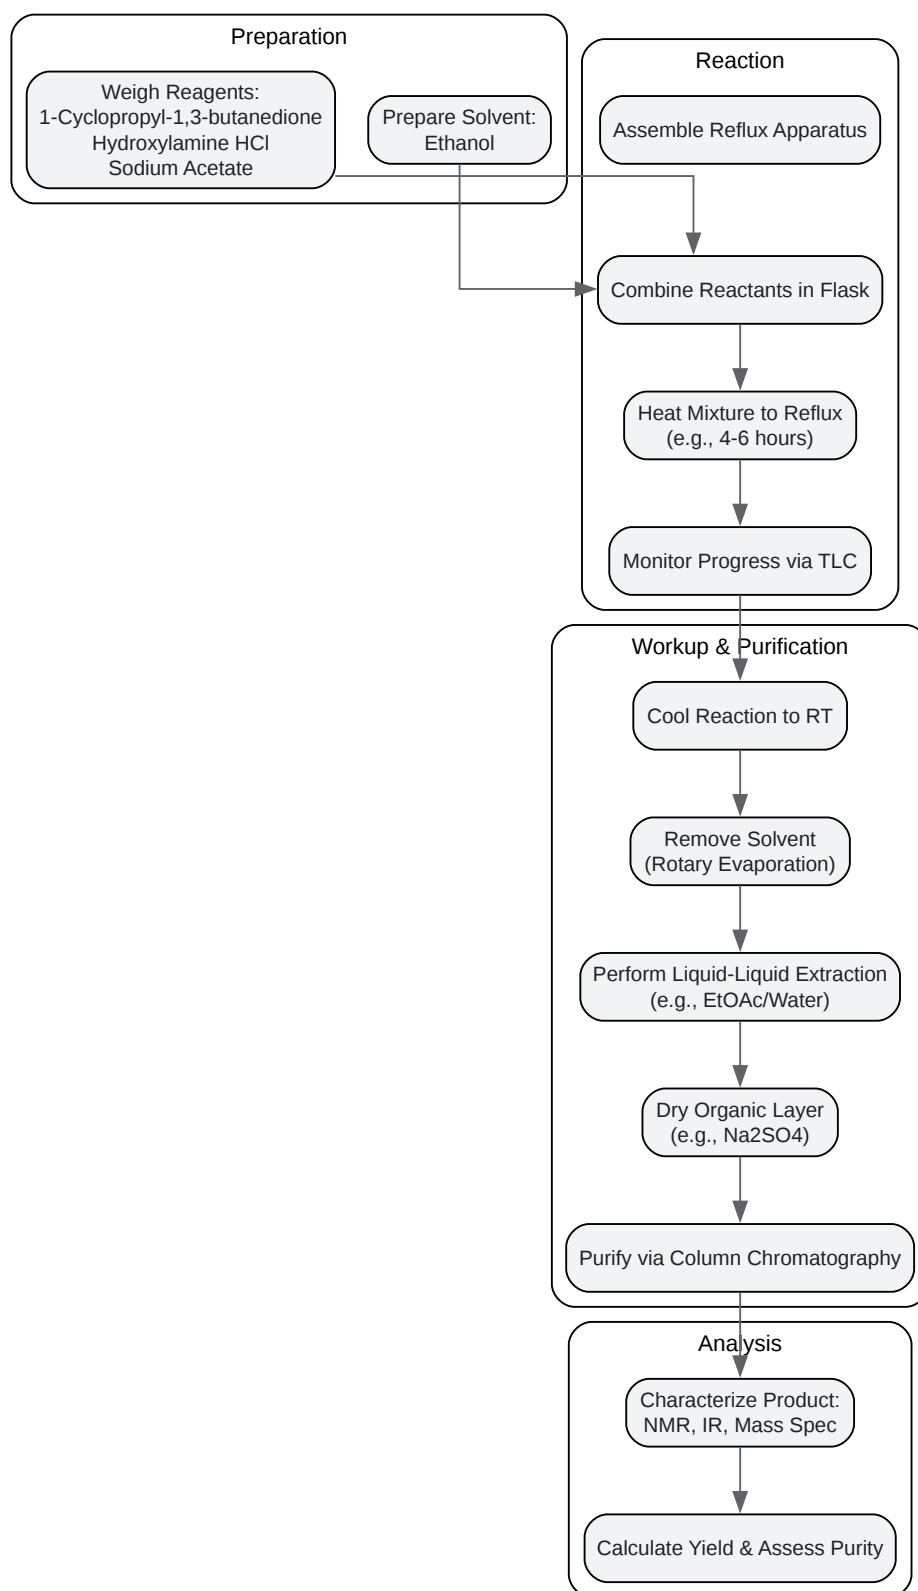 Preparation
Weigh Reagents:
1-Cyclopropyl-1,3-butanedione
Hydroxylamine HCl
Sodium Acetate
Prepare Solvent:
Ethanol
Reaction
Assemble Reflux Apparatus
Combine Reactants in Flask
Heat Mixture to Reflux
(e.g., 4-6 hours)
Monitor Progress via TLC
Workup & Purification
Cool Reaction to RT
Remove Solvent
(Rotary Evaporation)
Perform Liquid-Liquid Extraction
(e.g., EtOAc/Water)
Dry Organic Layer
(e.g., Na2SO4)
Purify via Column Chromatography
Analysis
Characterize Product:
NMR, IR, Mass Spec
Calculate Yield & Assess Purity